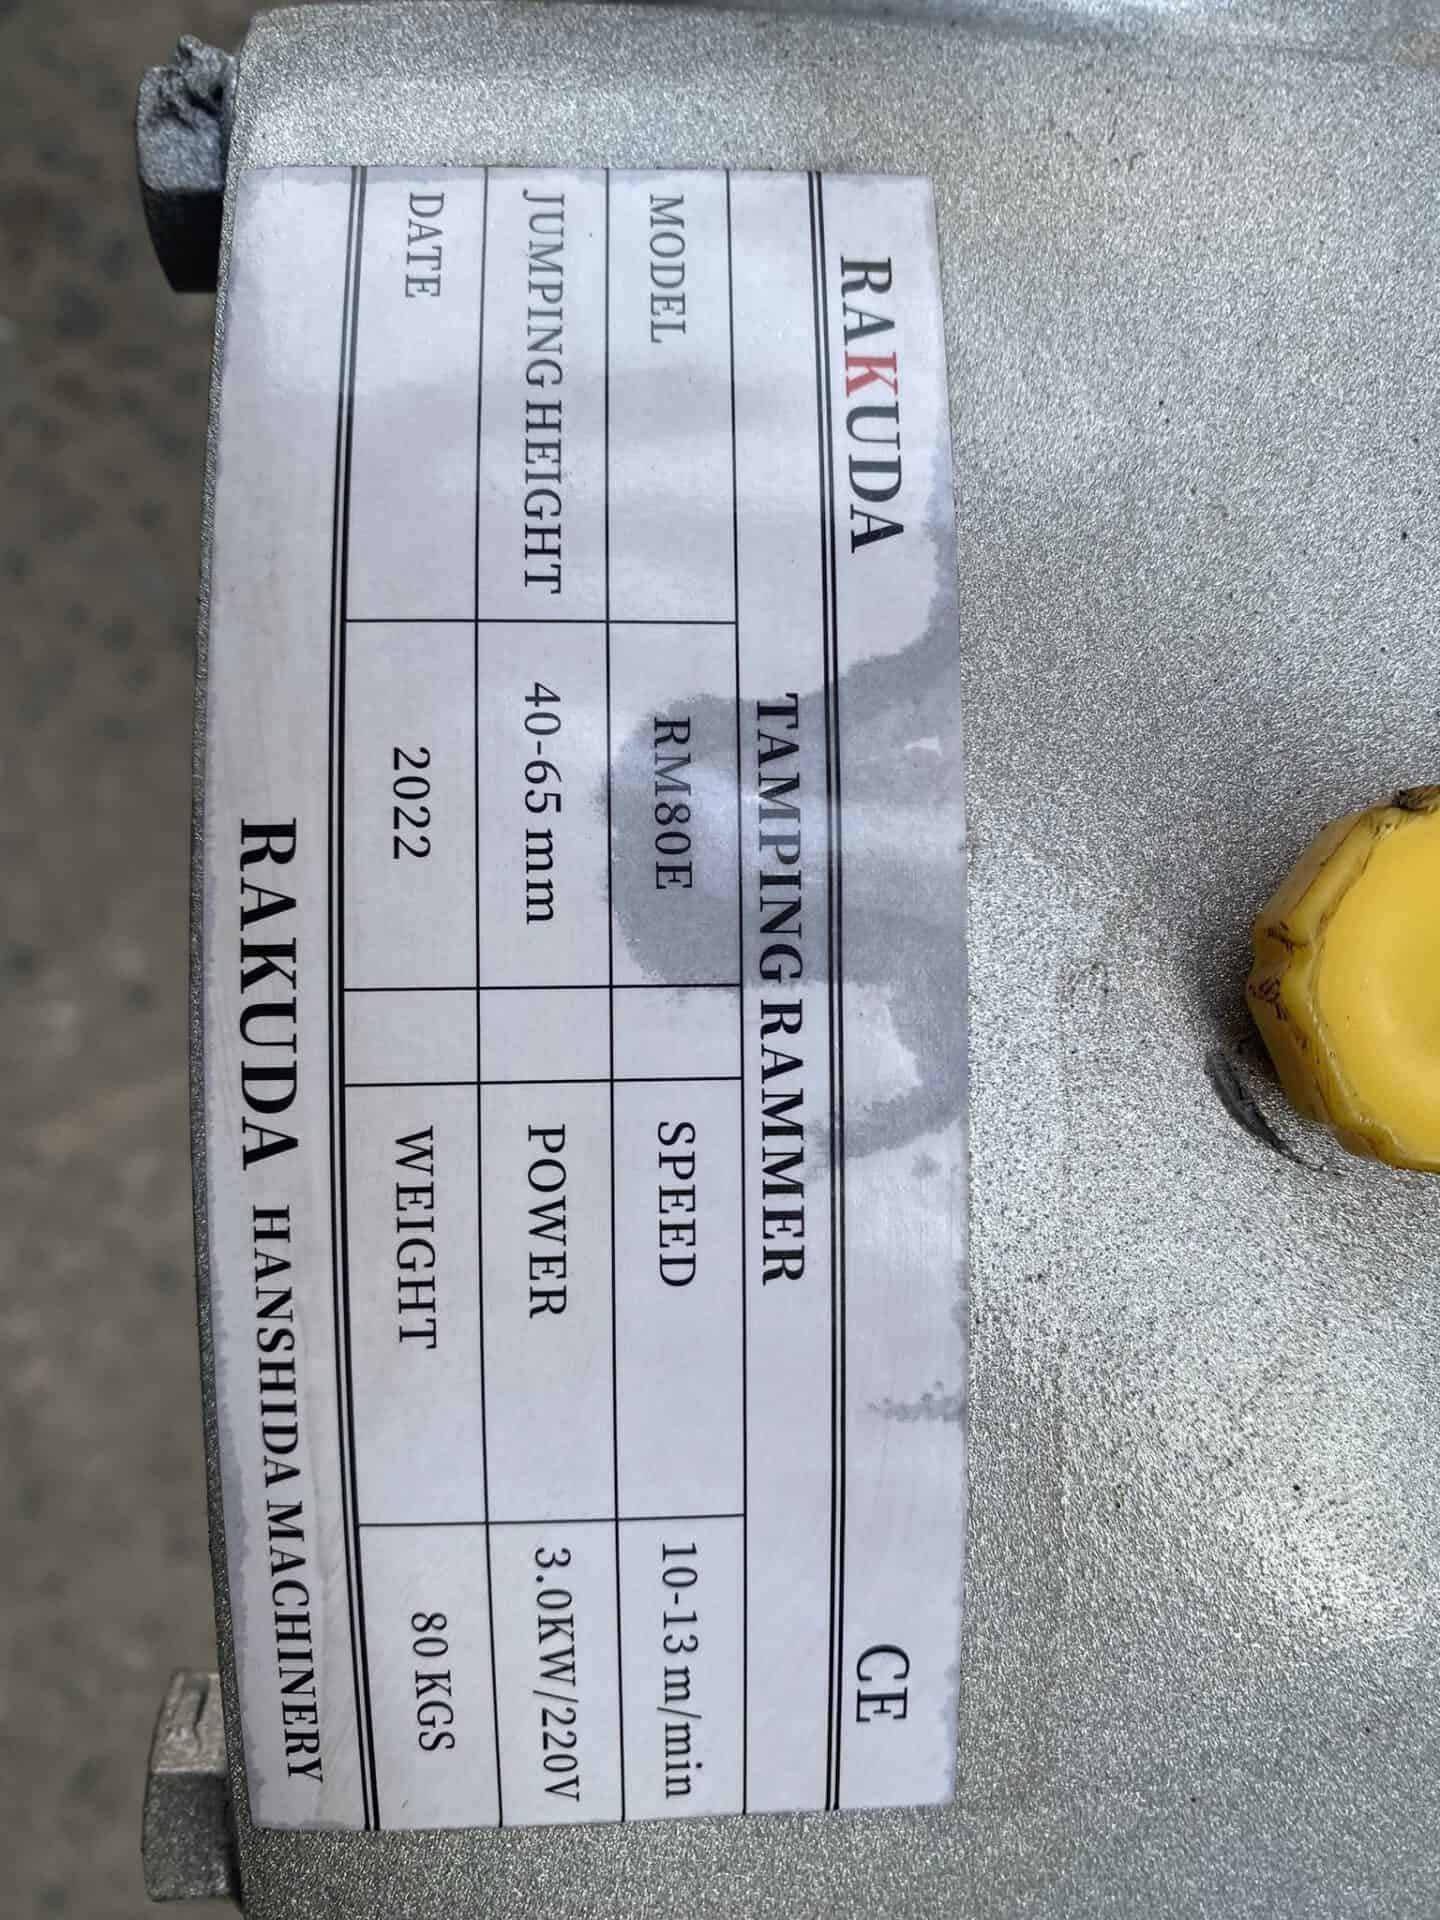 RAKUDA CE
TAMPING RAMMER
MODEL RM80E SPEED 10-13 m/min
JUMPING HEIGHT 40-65 mm POWER 3.0KW/220V
DATE 2022 WEIGHT 80 KGS
RAKUDA HANSHIDA MACHINERY